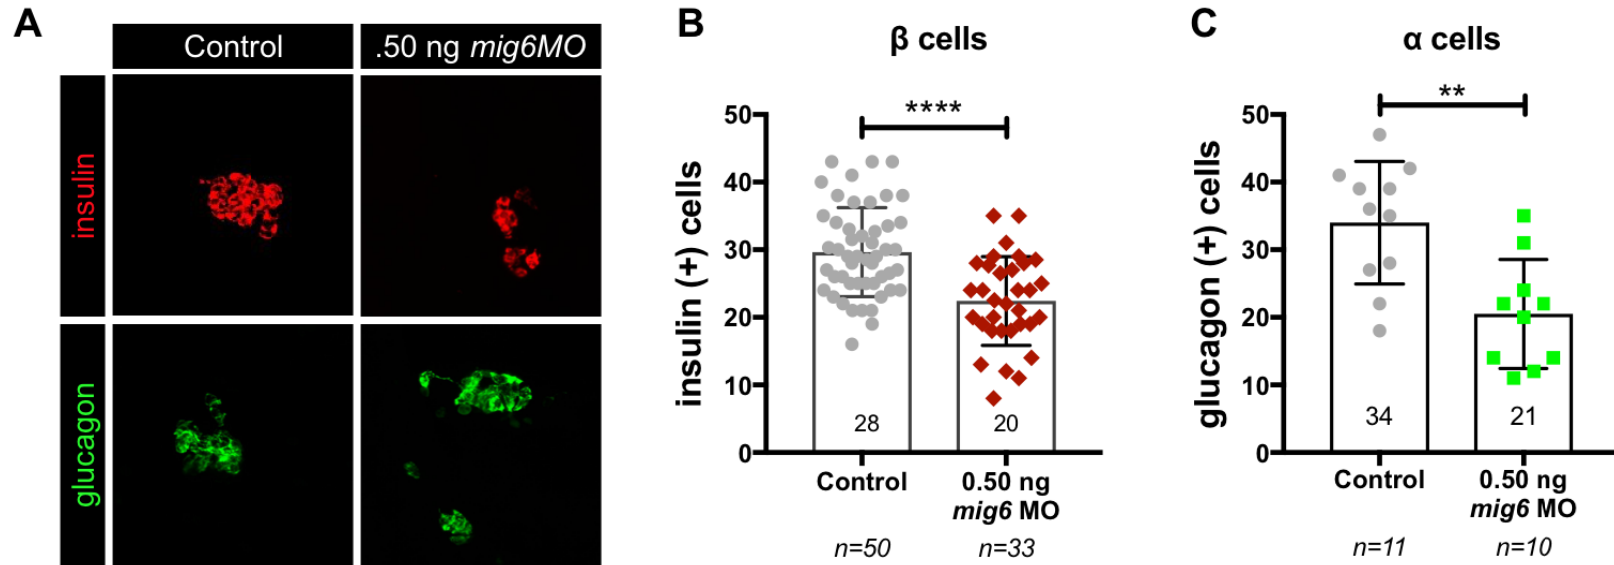 A
Control
.50 ng mig6MO
insulin
glucagon
B
β cells
****
insulin (+) cells
50
40
30
20
10
0
28
20
Control
0.50 ng
mig6 MO
n=50
n=33
C
α cells
**
glucagon (+) cells
50
40
30
20
10
0
34
21
Control
0.50 ng
mig6 MO
n=11
n=10